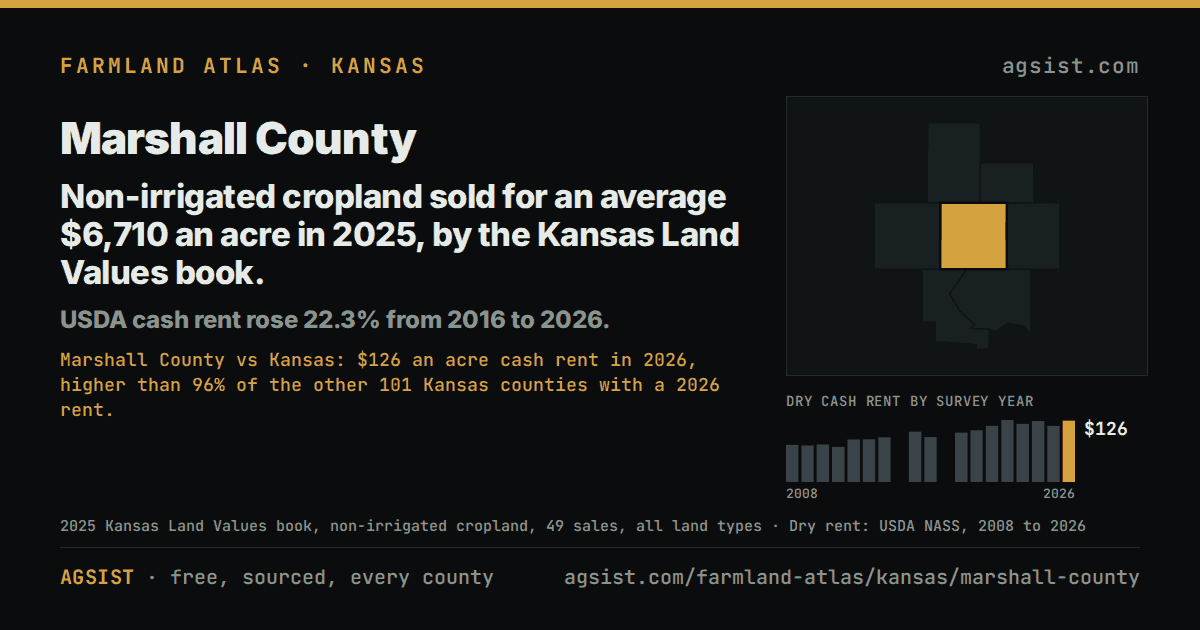 FARMLAND ATLAS · KANSAS
agsist.com
Marshall County
Non-irrigated cropland sold for an average
$6,710 an acre in 2025, by the Kansas Land
Values book.
USDA cash rent rose 22.3% from 2016 to 2026.
Marshall County vs Kansas: $126 an acre cash rent in 2026,
higher than 96% of the other 101 Kansas counties with a 2026
rent.
DRY CASH RENT BY SURVEY YEAR
$126
2008
2026
2025 Kansas Land Values book, non-irrigated cropland, 49 sales, all land types · Dry rent: USDA NASS, 2008 to 2026
AGSIST · free, sourced, every county
agsist.com/farmland-atlas/kansas/marshall-county